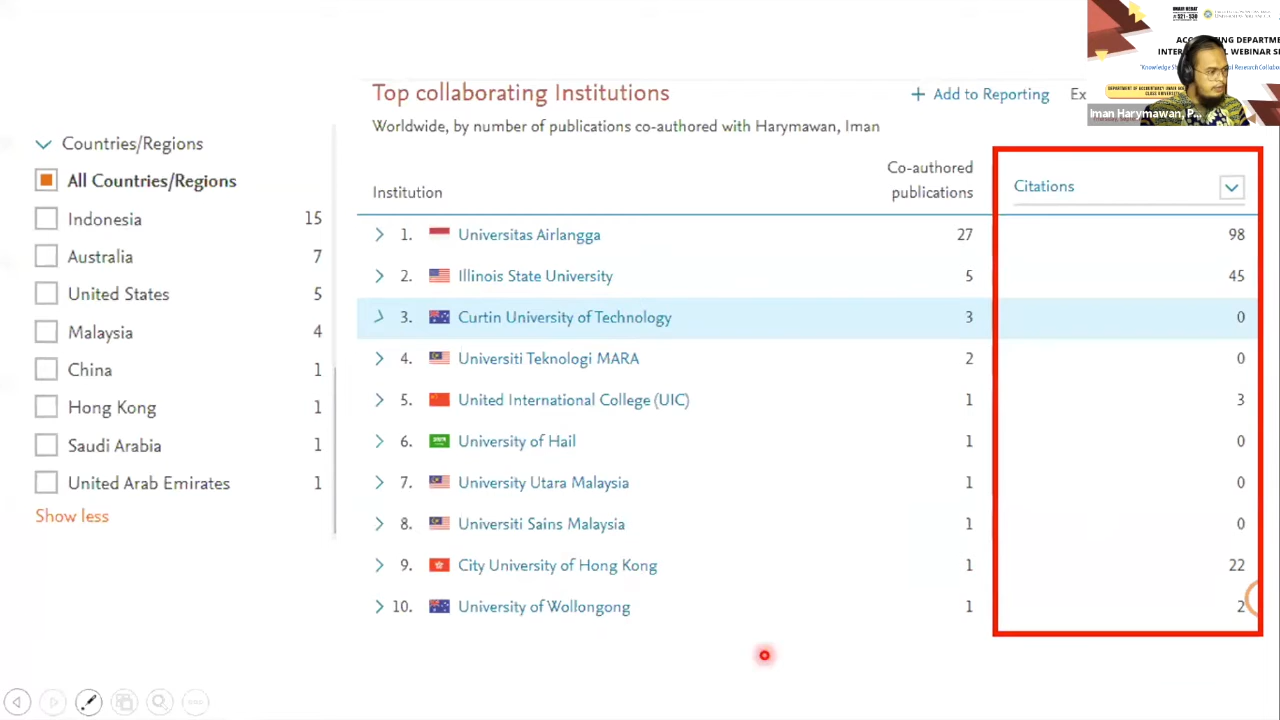 ACCOUNTING DEPARTMENT
Top collaborating Institutions
+ Add to Reporting
Ex
Iman Harymawan, P...
Worldwide, by number of publications co-authored with Harymawan, Iman
Countries/Regions
All Countries/Regions
Indonesia 15
Australia 7
United States 5
Malaysia 4
China 1
Hong Kong 1
Saudi Arabia 1
United Arab Emirates 1
Show less
Institution
Co-authored
publications
Citations
1. Universitas Airlangga 27 98
2. Illinois State University 5 45
3. Curtin University of Technology 3 0
4. Universiti Teknologi MARA 2 0
5. United International College (UIC) 1 3
6. University of Hail 1 0
7. University Utara Malaysia 1 0
8. Universiti Sains Malaysia 1 0
9. City University of Hong Kong 1 22
10. University of Wollongong 1 2